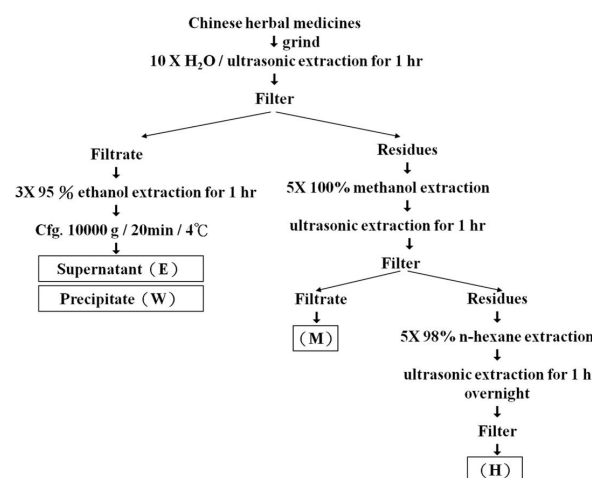 Chinese herbal medicines
grind
10 X H₂O / ultrasonic extraction for 1 hr
Filter
Filtrate
3X 95 % ethanol extraction for 1 hr
Cfg. 10000 g / 20min / 4℃
Supernatant（E）
Precipitate（W）
Residues
5X 100% methanol extraction
ultrasonic extraction for 1 hr
Filter
Filtrate
（M）
Residues
5X 98% n-hexane extraction
ultrasonic extraction for 1 h
overnight
Filter
（H）